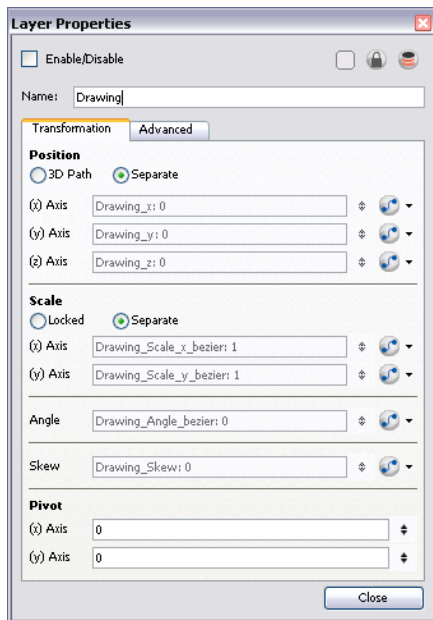 Layer Properties
Enable/Disable
Name: Drawing
Transformation Advanced
Position
3D Path Separate
(x) Axis Drawing_x: 0
(y) Axis Drawing_y: 0
(z) Axis Drawing_z: 0
Scale
Locked Separate
(x) Axis Drawing_Scale_x_bezier: 1
(y) Axis Drawing_Scale_y_bezier: 1
Angle Drawing_Angle_bezier: 0
Skew Drawing_Skew: 0
Pivot
(x) Axis 0
(y) Axis 0
Close